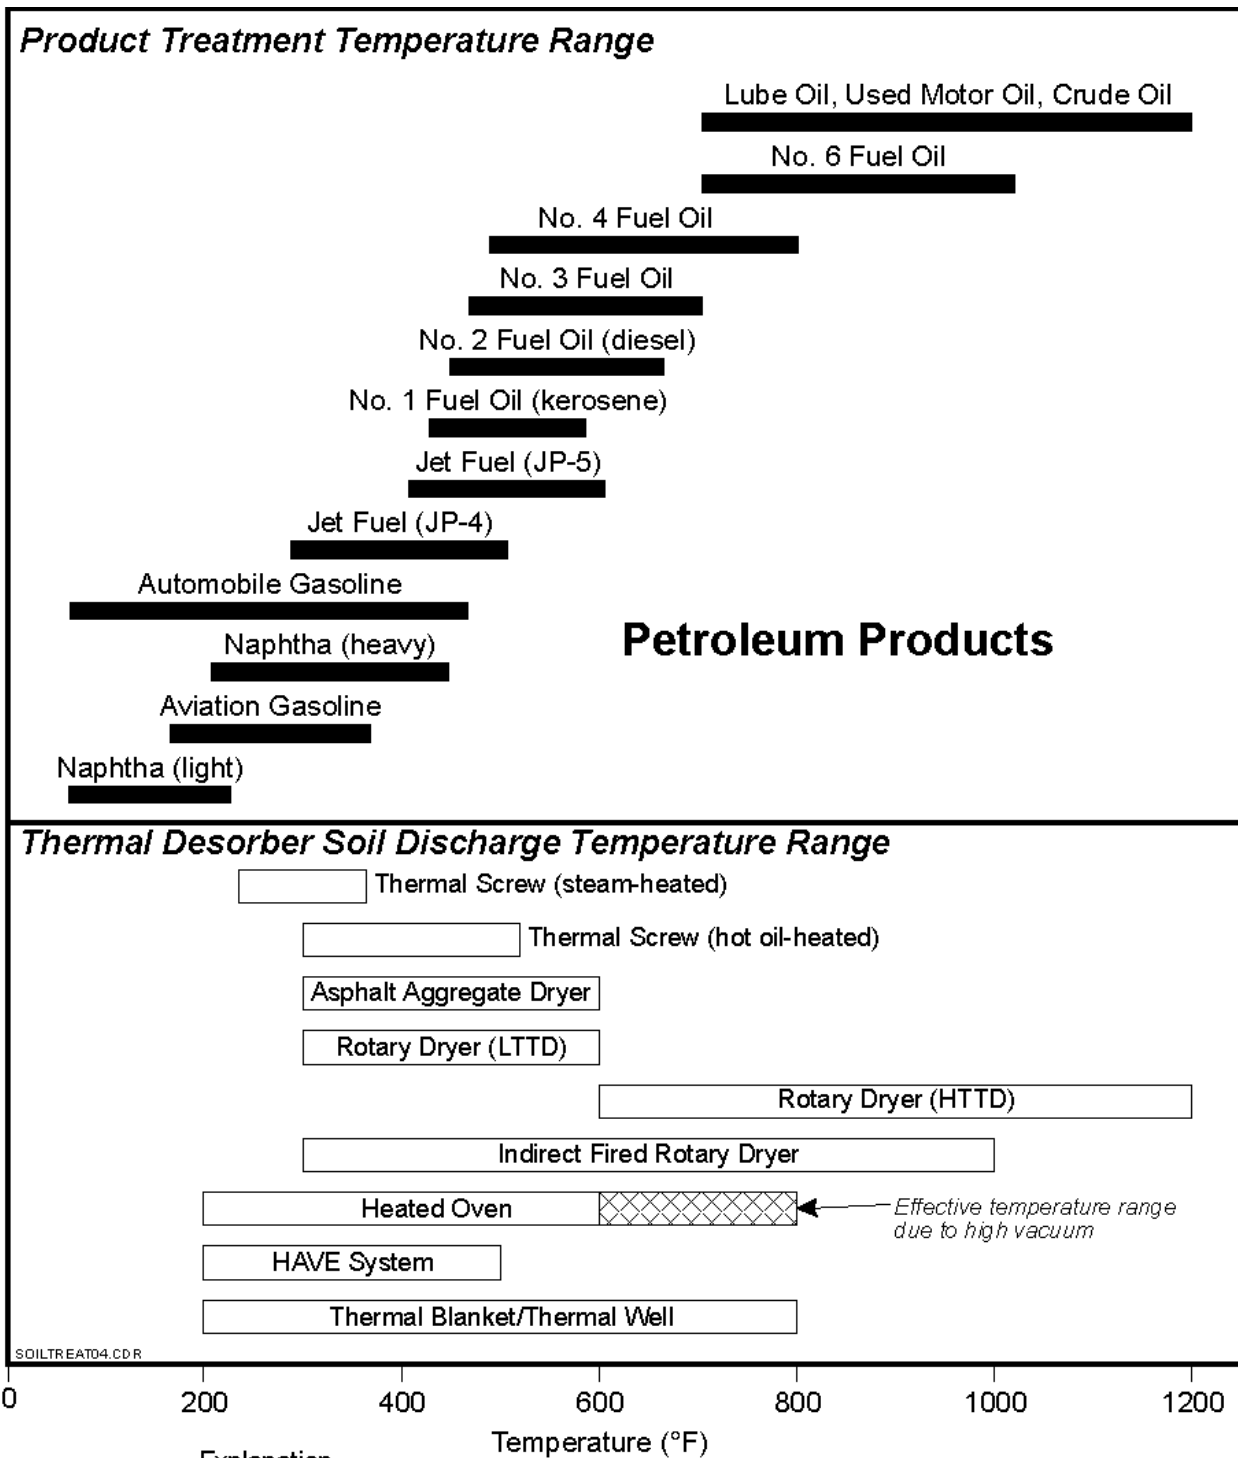 Product Treatment Temperature Range
Lube Oil, Used Motor Oil, Crude Oil
No. 6 Fuel Oil
No. 4 Fuel Oil
No. 3 Fuel Oil
No. 2 Fuel Oil (diesel)
No. 1 Fuel Oil (kerosene)
Jet Fuel (JP-5)
Jet Fuel (JP-4)
Automobile Gasoline
Petroleum Products
Naphtha (heavy)
Aviation Gasoline
Naphtha (light)
Thermal Desorber Soil Discharge Temperature Range
Thermal Screw (steam-heated)
Thermal Screw (hot oil-heated)
Asphalt Aggregate Dryer
Rotary Dryer (LTTD)
Rotary Dryer (HTTD)
Indirect Fired Rotary Dryer
Heated Oven
Effective temperature range
due to high vacuum
HAVE System
Thermal Blanket/Thermal Well
SOILTREAT04.CDR
0 200 400 600 800 1000 1200
Temperature (°F)
Explanation